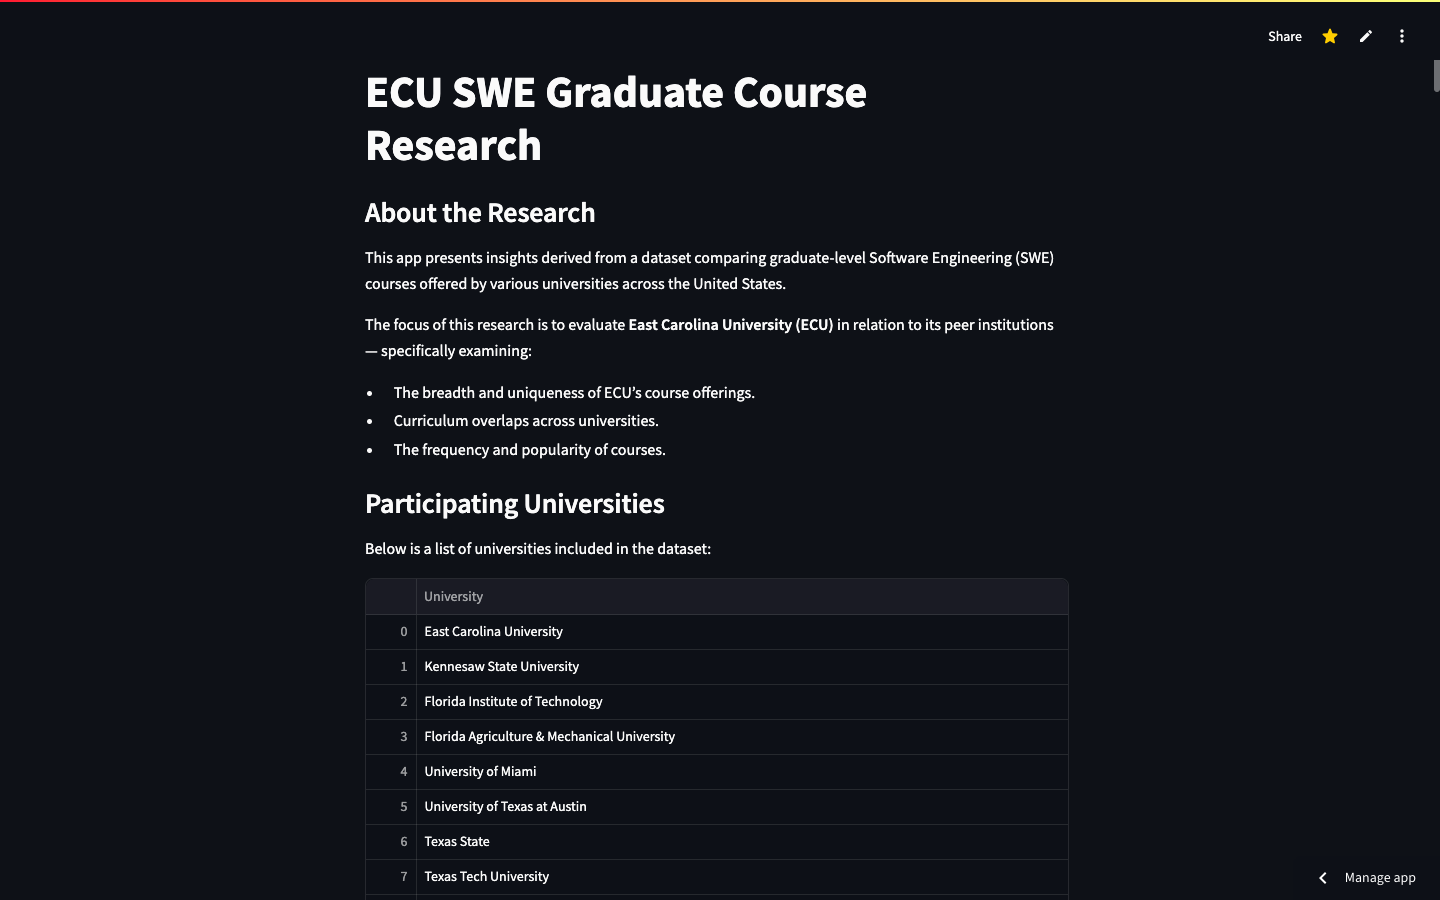 Share
ECU SWE Graduate Course
Research
About the Research
This app presents insights derived from a dataset comparing graduate-level Software Engineering (SWE)
courses offered by various universities across the United States.
The focus of this research is to evaluate East Carolina University (ECU) in relation to its peer institutions
— specifically examining:
• The breadth and uniqueness of ECU’s course offerings.
• Curriculum overlaps across universities.
• The frequency and popularity of courses.
Participating Universities
Below is a list of universities included in the dataset:
University
0 East Carolina University
1 Kennesaw State University
2 Florida Institute of Technology
3 Florida Agriculture & Mechanical University
4 University of Miami
5 University of Texas at Austin
6 Texas State
7 Texas Tech University
Manage app